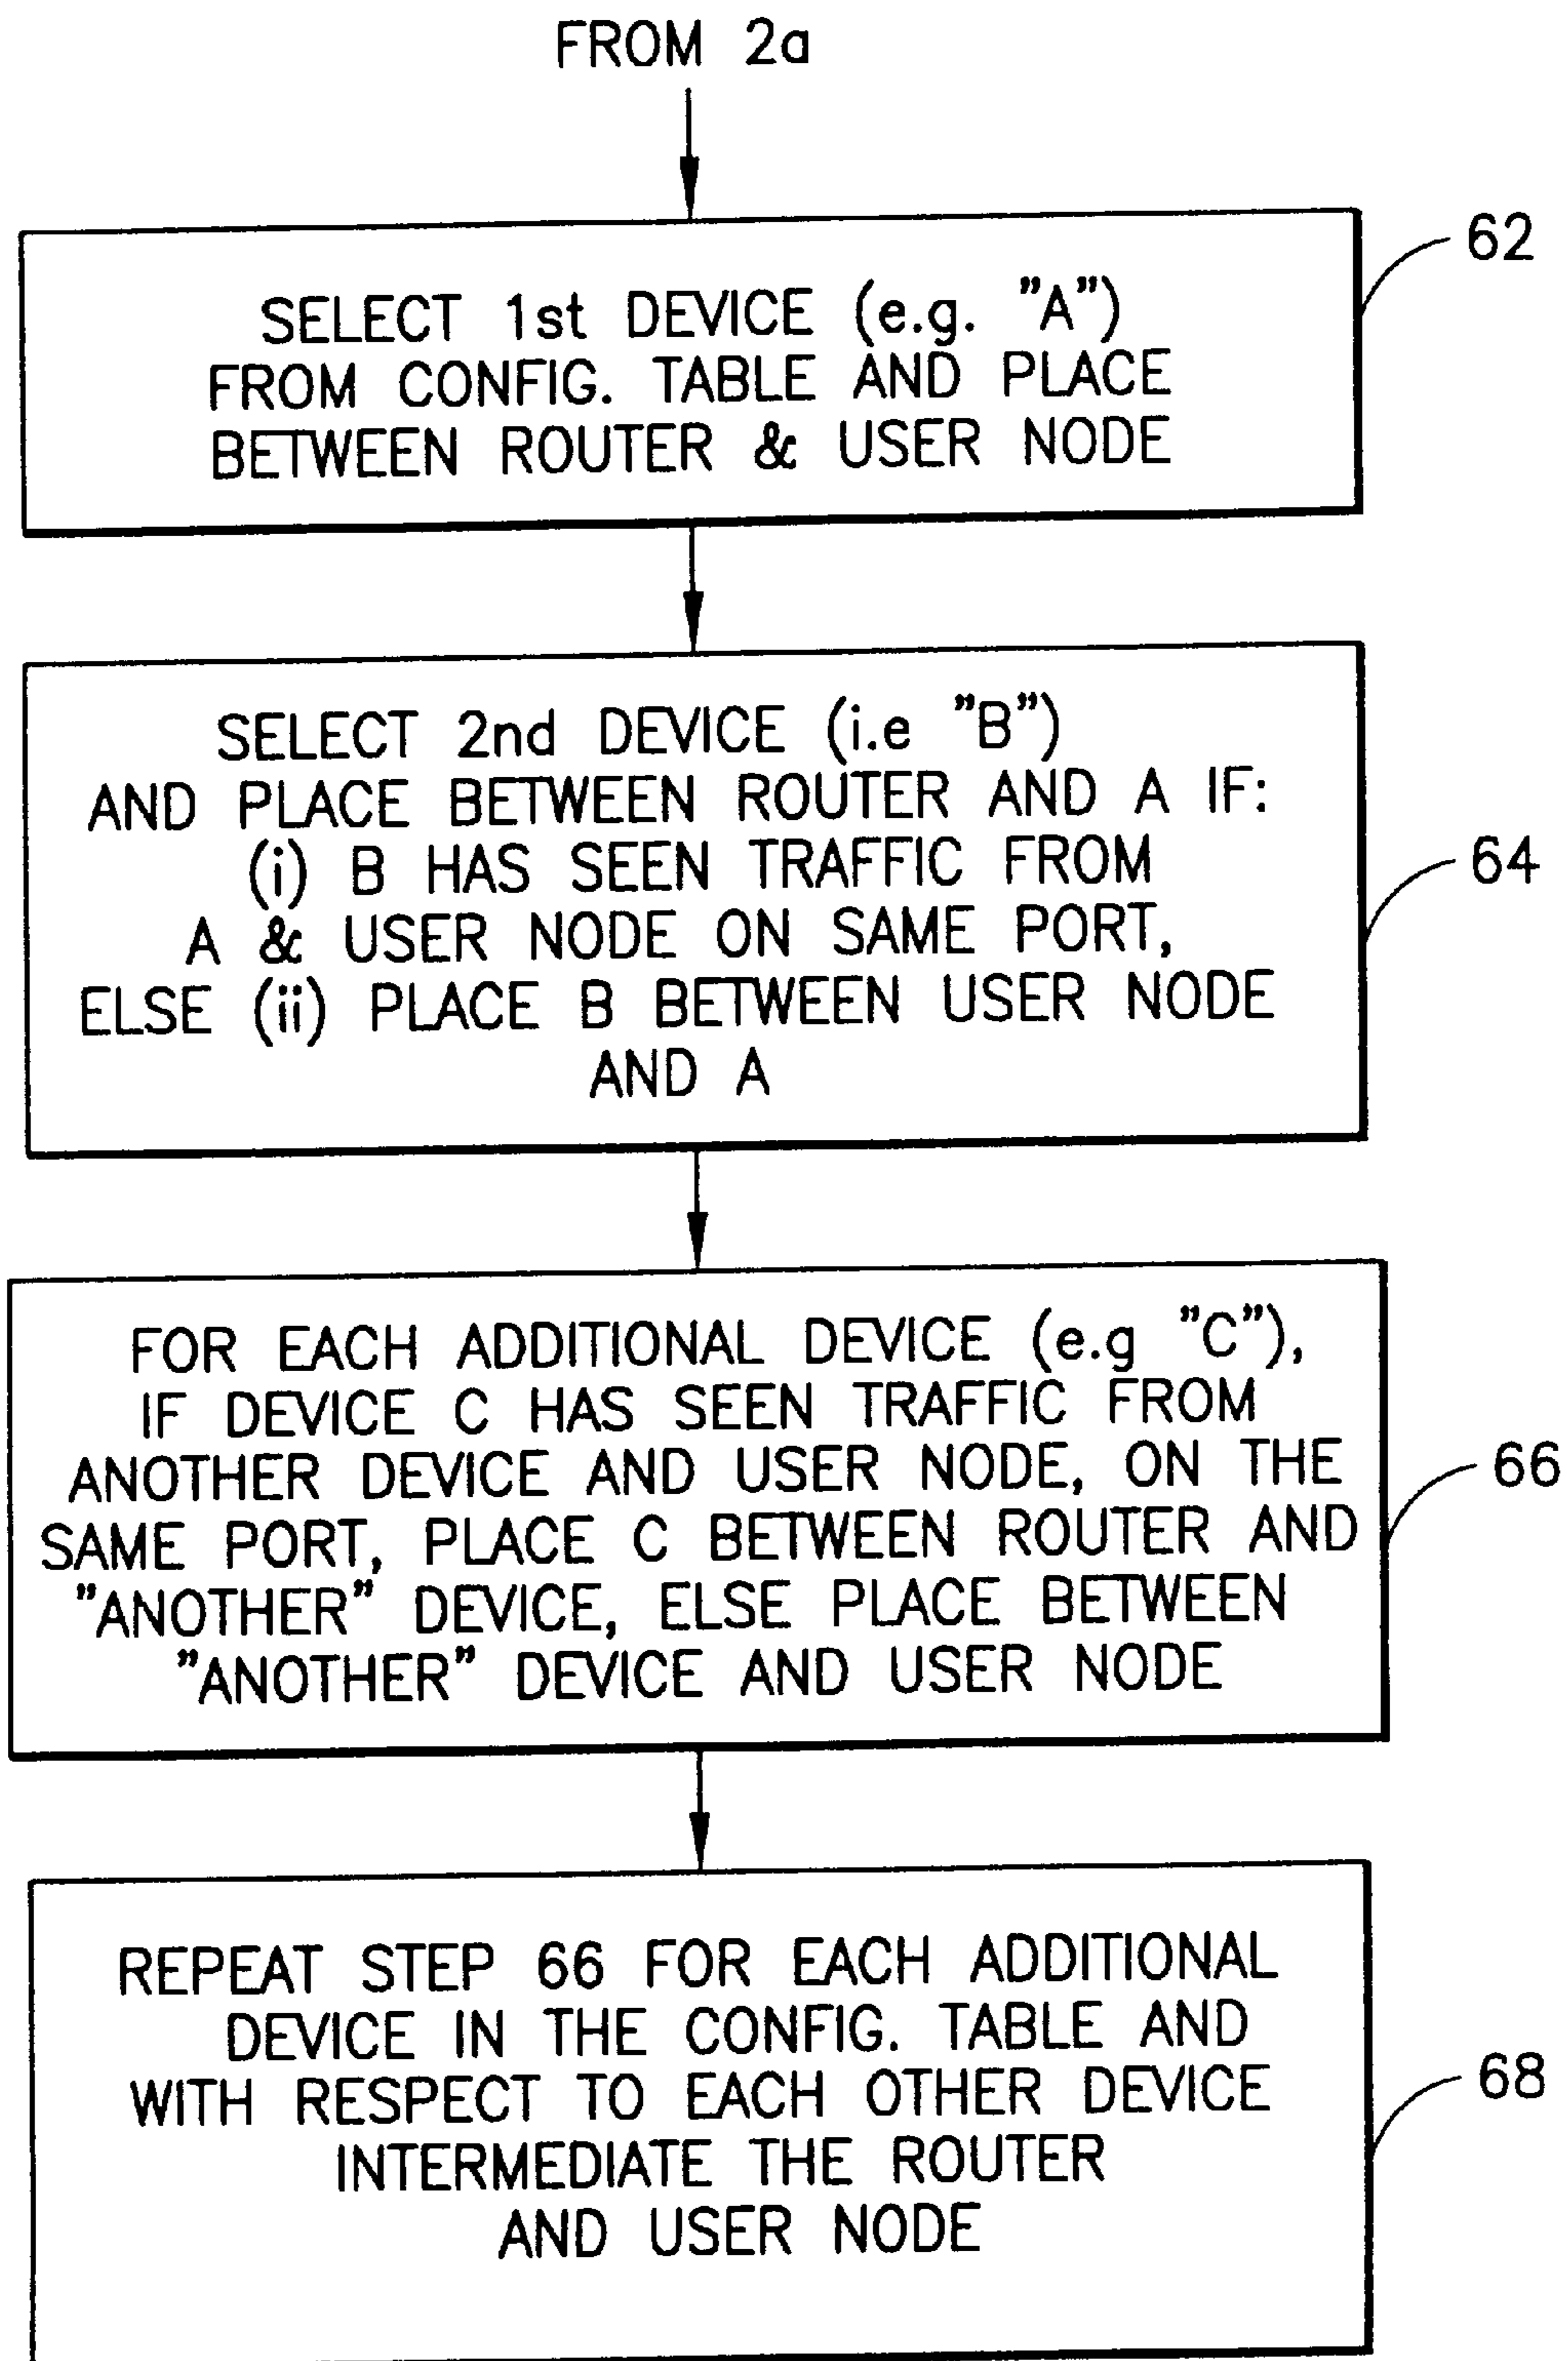 FROM 2a
62
SELECT 1st DEVICE (e.g. "A")
FROM CONFIG. TABLE AND PLACE
BETWEEN ROUTER & USER NODE
SELECT 2nd DEVICE (i.e "B")
AND PLACE BETWEEN ROUTER AND A IF:
(i) B HAS SEEN TRAFFIC FROM
A & USER NODE ON SAME PORT,
ELSE (ii) PLACE B BETWEEN USER NODE
AND A
64
FOR EACH ADDITIONAL DEVICE (e.g "C"),
IF DEVICE C HAS SEEN TRAFFIC FROM
ANOTHER DEVICE AND USER NODE, ON THE
SAME PORT, PLACE C BETWEEN ROUTER AND
"ANOTHER" DEVICE, ELSE PLACE BETWEEN
"ANOTHER" DEVICE AND USER NODE
66
REPEAT STEP 66 FOR EACH ADDITIONAL
DEVICE IN THE CONFIG. TABLE AND
WITH RESPECT TO EACH OTHER DEVICE
INTERMEDIATE THE ROUTER
AND USER NODE
68